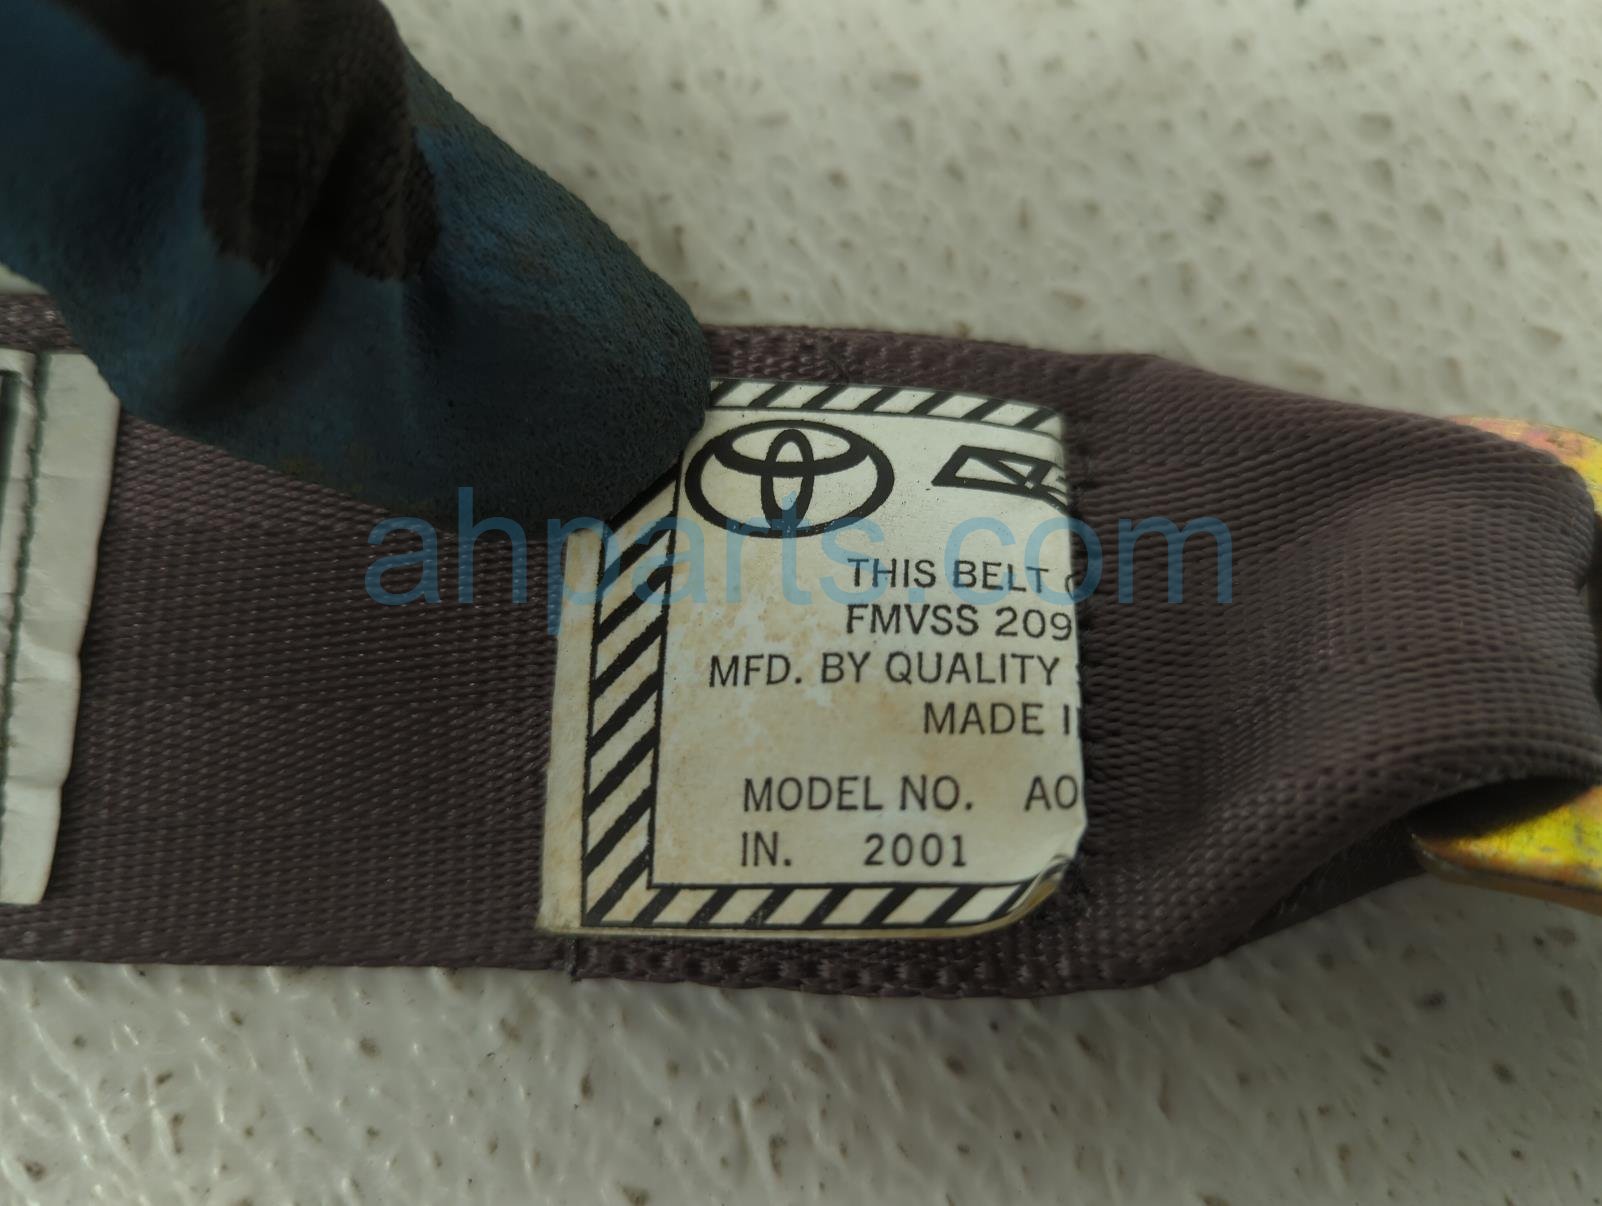 THIS BELT
FMVSS 209
MFD. BY QUALITY
MADE
MODEL NO. AO
IN. 2001
ahparts.com